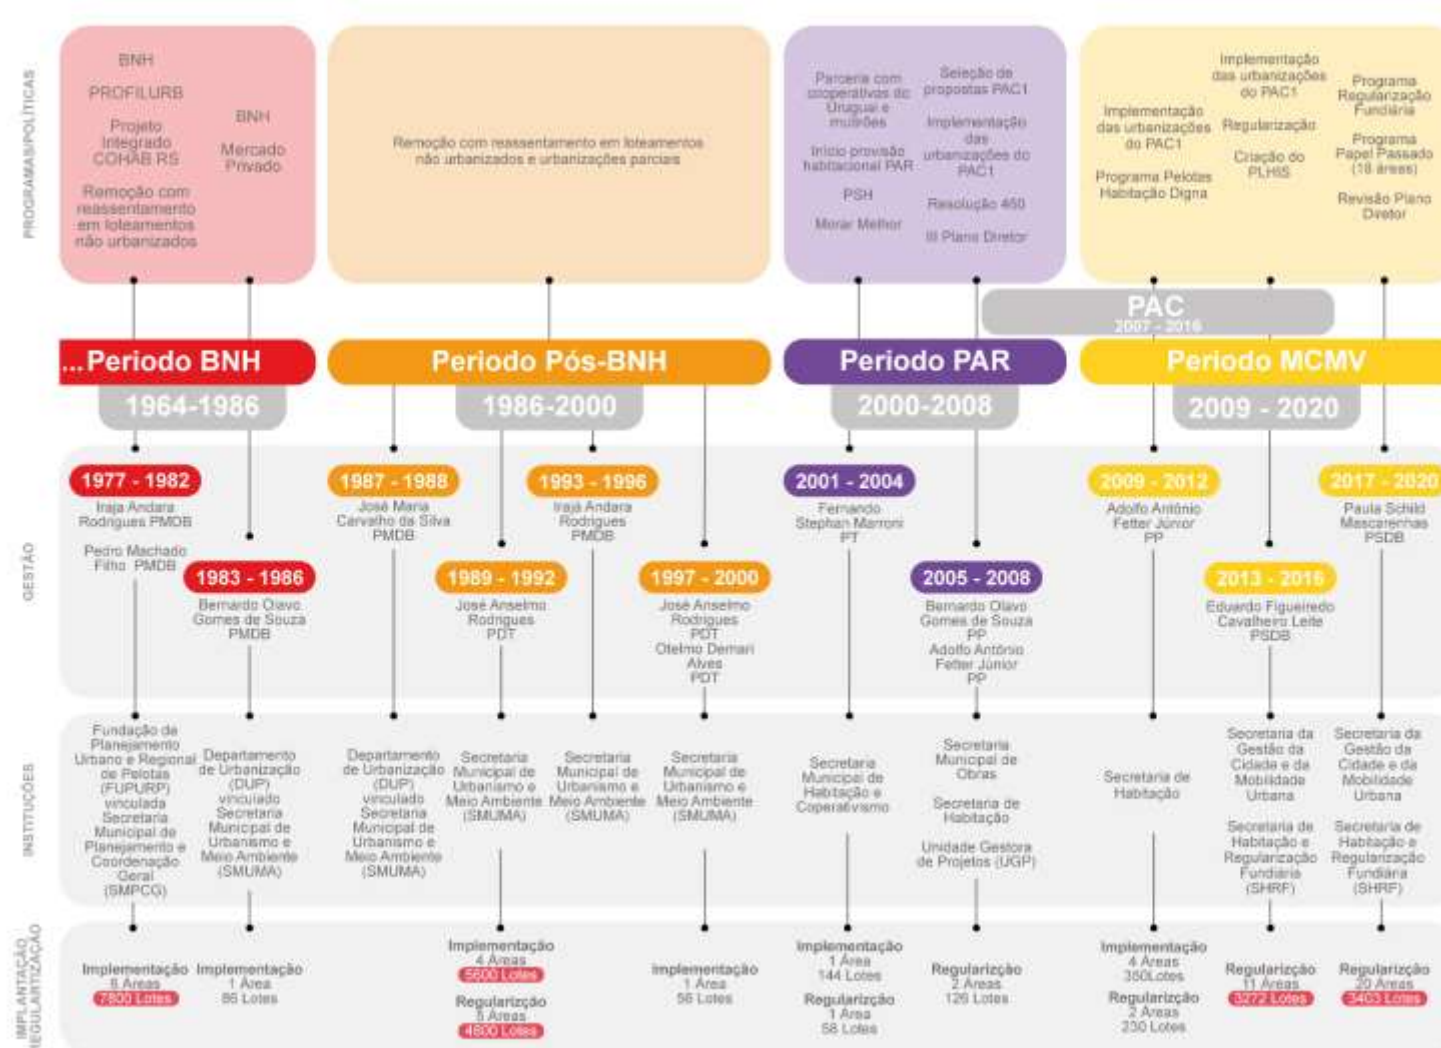 PROGRAMAS/POLÍTICAS
BNH
PROFILURB
Projeto
Integrado
COHAB RS
Remoção com
reassentamento
em loteamentos
não urbanizados
BNH
Mercado
Privado
Remoção com reassentamento em loteamentos
não urbanizados e urbanizações parciais
Parceria com
cooperativas do
Uruguai e
mutirões
Início provisão
habitacional PAR
PSH
Morar Melhor
Seleção de
propostas PAC1
Implementação
das
urbanizações do
PAC1
Resolução 460
III Plano Diretor
Implementação
das urbanizações
do PAC1
Programa Pelotas
Habitação Digna
Implementação
das urbanizações
do PAC1
Regularização
Criação do
PLHIS
Programa
Regularização
Fundiária
Programa
Papel Passado
(18 áreas)
Revisão Plano
Diretor
PAC
2007 - 2016
...Periodo BNH
Periodo Pós-BNH
Periodo PAR
Periodo MCMV
1964-1986
1986-2000
2000-2008
2009 - 2020
GESTÃO
1977 - 1982
Iraja Andara
Rodrigues PMDB
Pedro Machado
Filho PMDB
1983 - 1986
Bernardo Olavo
Gomes de Souza
PMDB
1987 - 1988
José Maria
Carvalho da Silva
PMDB
1989 - 1992
José Anselmo
Rodrigues
PDT
1993 - 1996
Iraja Andara
Rodrigues
PMDB
1997 - 2000
José Anselmo
Rodrigues
PDT
Otelmo Demari
Alves
PDT
2001 - 2004
Fernando
Stephan Marroni
PT
2005 - 2008
Bernardo Olavo
Gomes de Souza
PP
Adolfo Antônio
Fetter Júnior
PP
2009 - 2012
Adolfo Antônio
Fetter Júnior
PP
2013 - 2016
Eduardo Figueiredo
Cavalheiro Leite
PSDB
2017 - 2020
Paula Schild
Mascarenhas
PSDB
INSTITUÇÕES
Fundação de
Planejamento
Urbano e Regional
de Pelotas
(FUPURP)
vinculada
Secretaria
Municipal de
Planejamento e
Coordenação
Geral
(SMPCG)
Departamento
de Urbanização
(DUP)
vinculado
Secretaria
Municipal de
Urbanismo e
Meio Ambiente
(SMUMA)
Departamento
de Urbanização
(DUP)
vinculado
Secretaria
Municipal de
Urbanismo e
Meio Ambiente
(SMUMA)
Secretaria
Municipal de
Urbanismo e
Meio Ambiente
(SMUMA)
Secretaria
Municipal de
Urbanismo e
Meio Ambiente
(SMUMA)
Secretaria
Municipal de
Urbanismo e
Meio Ambiente
(SMUMA)
Secretaria
Municipal de
Habitação e
Coperativismo
Secretaria
Municipal de
Obras
Secretaria de
Habitação
Unidade Gestora
de Projetos (UGP)
Secretaria de
Habitação
Secretaria da
Gestão da
Cidade e da
Mobilidade
Urbana
Secretaria de
Habitação e
Regularização
Fundiária
(SHRF)
Secretaria da
Gestão da
Cidade e da
Mobilidade
Urbana
Secretaria de
Habitação e
Regularização
Fundiária
(SHRF)
IMPLANTAÇÃO
REGULARTIZAÇÃO
Implementação
Áreas
7800 Lotes
Implementação
1 Área
86 Lotes
Implementação
4 Áreas
5600 Lotes
Regularizção
Áreas
4800 Lotes
Implementação
1 Área
56 Lotes
Implementação
1 Área
144 Lotes
Regularizção
1 Área
58 Lotes
Regularizção
2 Áreas
126 Lotes
Implementação
4 Áreas
350Lotes
Regularizção
2 Áreas
230 Lotes
Regularizção
11 Áreas
3272 Lotes
Regularizção
20 Áreas
3403 Lotes